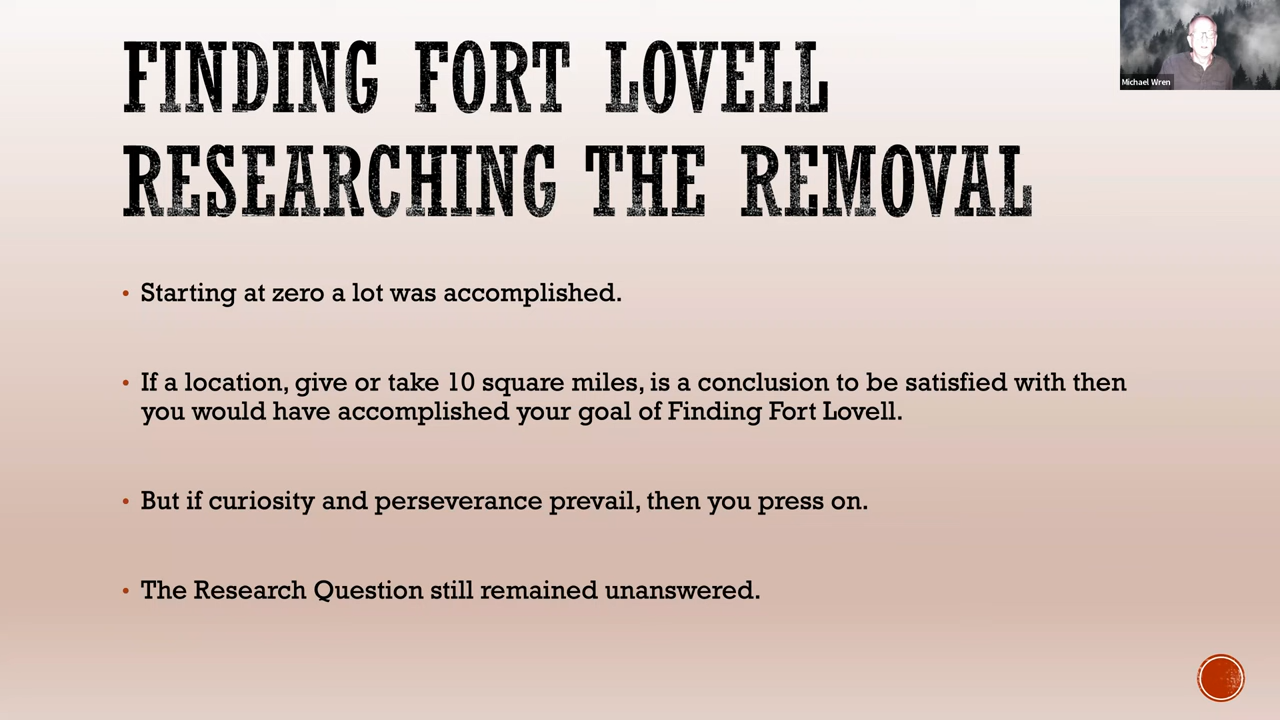 FINDING FORT LOVELL
RESEARCHING THE REMOVAL
Michael Wren
• Starting at zero a lot was accomplished.
• If a location, give or take 10 square miles, is a conclusion to be satisfied with then
you would have accomplished your goal of Finding Fort Lovell.
• But if curiosity and perseverance prevail, then you press on.
• The Research Question still remained unanswered.